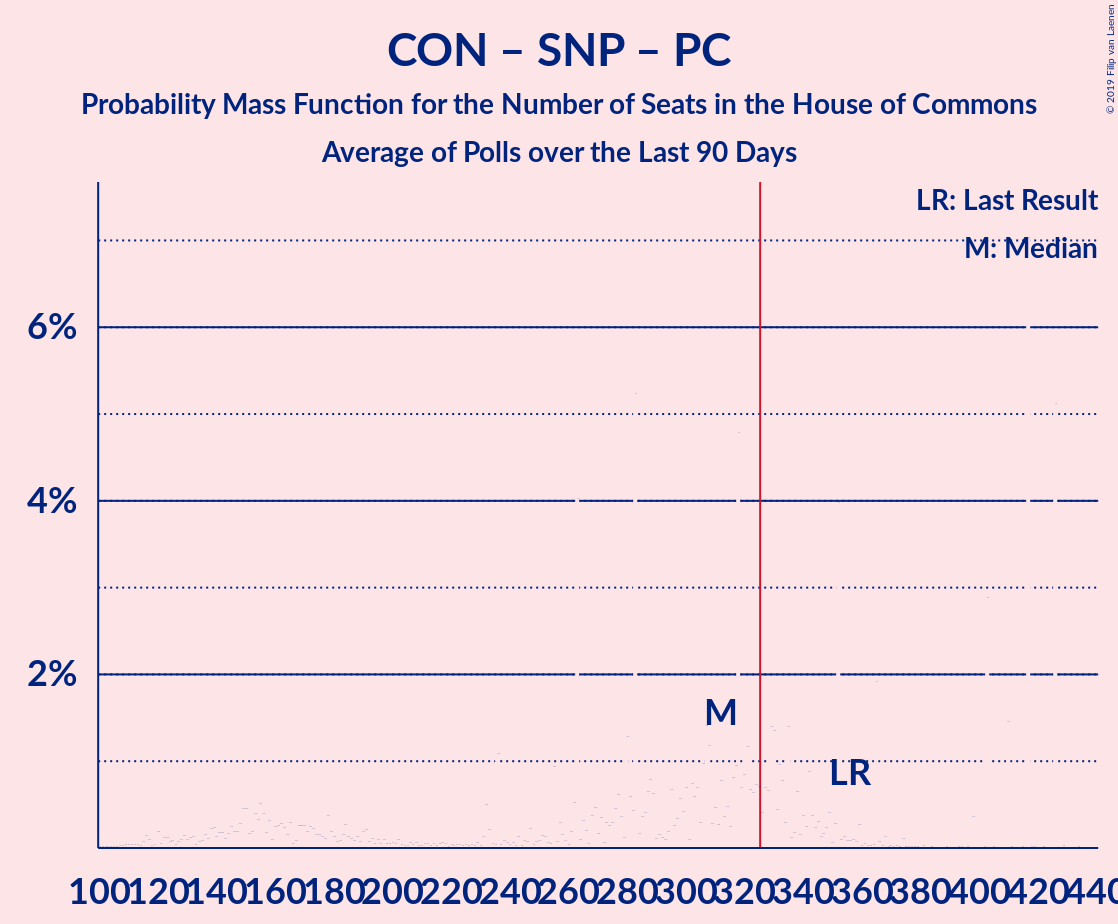 CON – SNP – PC
Probability Mass Function for the Number of Seats in the House of Commons
Average of Polls over the Last 90 Days
© 2019 Filip van Laenen
LR: Last Result
M: Median
6%
4%
2%
M
LR
100 120 140 160 180 200 220 240 260 280 300 320 340 360 380 400 420 440